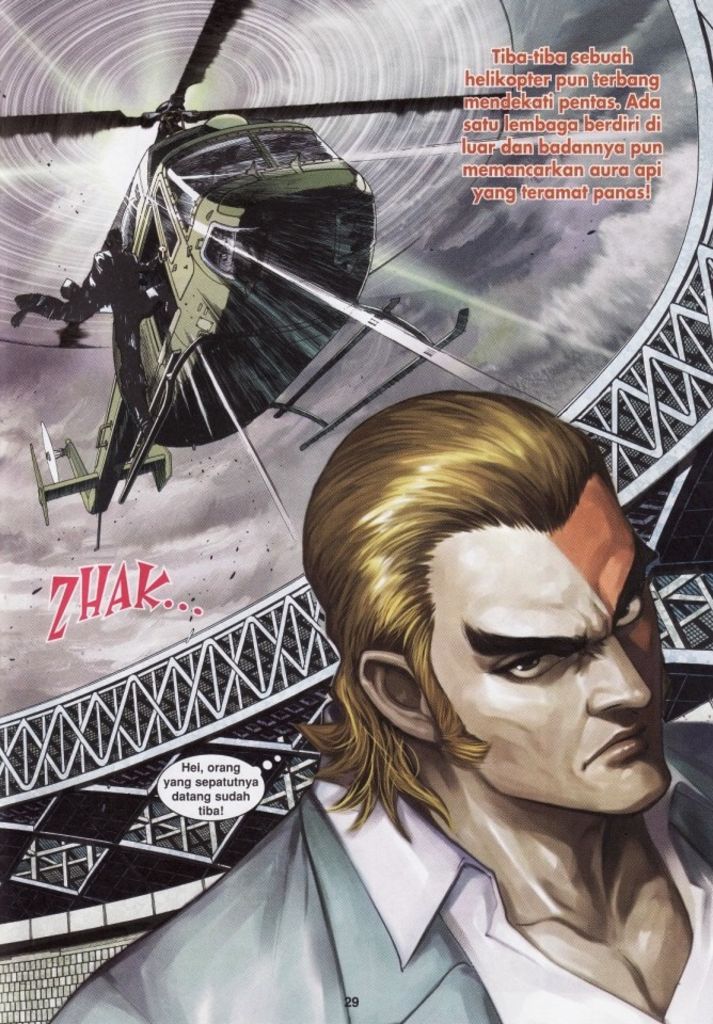 Tiba-tiba sebuah
helikopter pun terbang
mendekati pentas. Ada
satu lembaga berdiri di
luar dan badannya pun
memancarkan aura api
yang teramat panas!
ZHAK...
Hei, orang
yang sepatutnya
datang sudah
tiba!
29